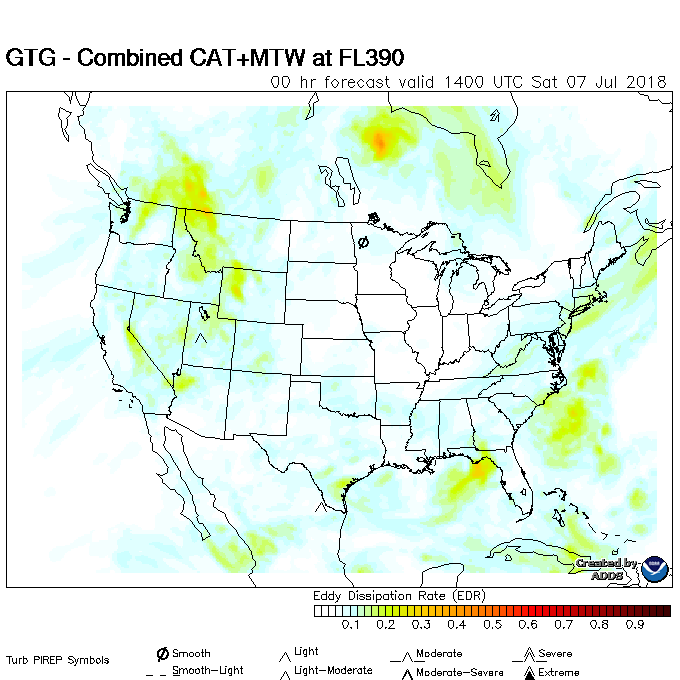 GTG - Combined CAT+MTW at FL390
00 hr forecast valid 1400 UTC Sat 07 Jul 2018
Created by
ADDS
Eddy Dissipation Rate (EDR)
0.1 0.2 0.3 0.4 0.5 0.6 0.7 0.8 0.9
Turb PIREP Symbols
Smooth Light Moderate Severe
Smooth-Light Light-Moderate Moderate-Severe Extreme